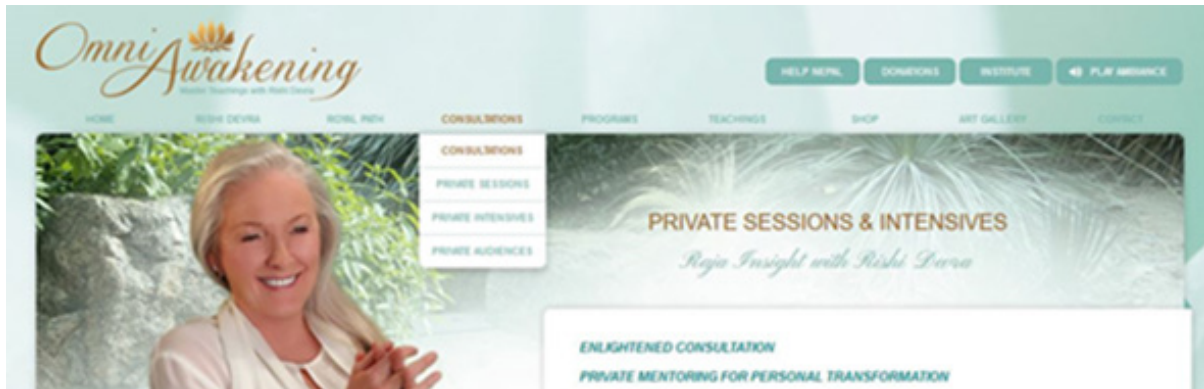 Omni Awakening
Master Teachings with Rishi Devra
HELP NEPAL DONATIONS INSTITUTE PLAY AMBIANCE
HOME RISHI DEVRA ROYAL PATH CONSULTATIONS PROGRAMS TEACHINGS SHOP ART GALLERY CONTACT
CONSULTATIONS
PRIVATE SESSIONS
PRIVATE INTENSIVES
PRIVATE AUDIENCES
PRIVATE SESSIONS & INTENSIVES
Raja Insight with Rishi Devra
ENLIGHTENED CONSULTATION
PRIVATE MENTORING FOR PERSONAL TRANSFORMATION